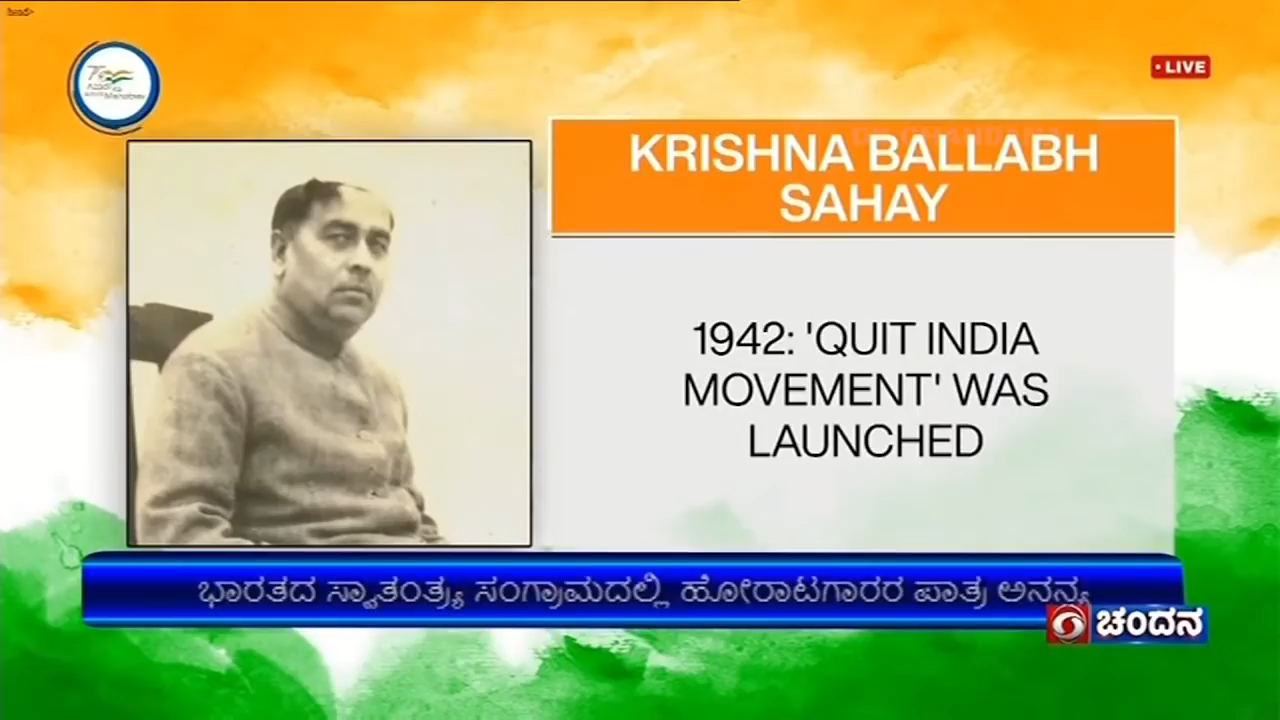 LIVE
KRISHNA BALLABH
SAHAY
1942: 'QUIT INDIA
MOVEMENT' WAS
LAUNCHED
ಭಾರತದ ಸ್ವಾತಂತ್ರ್ಯ ಸಂಗ್ರಾಮದಲ್ಲಿ ಹೋರಾಟಗಾರರ ಪಾತ್ರ ಅನನ್ಯ
ಚಂದನ